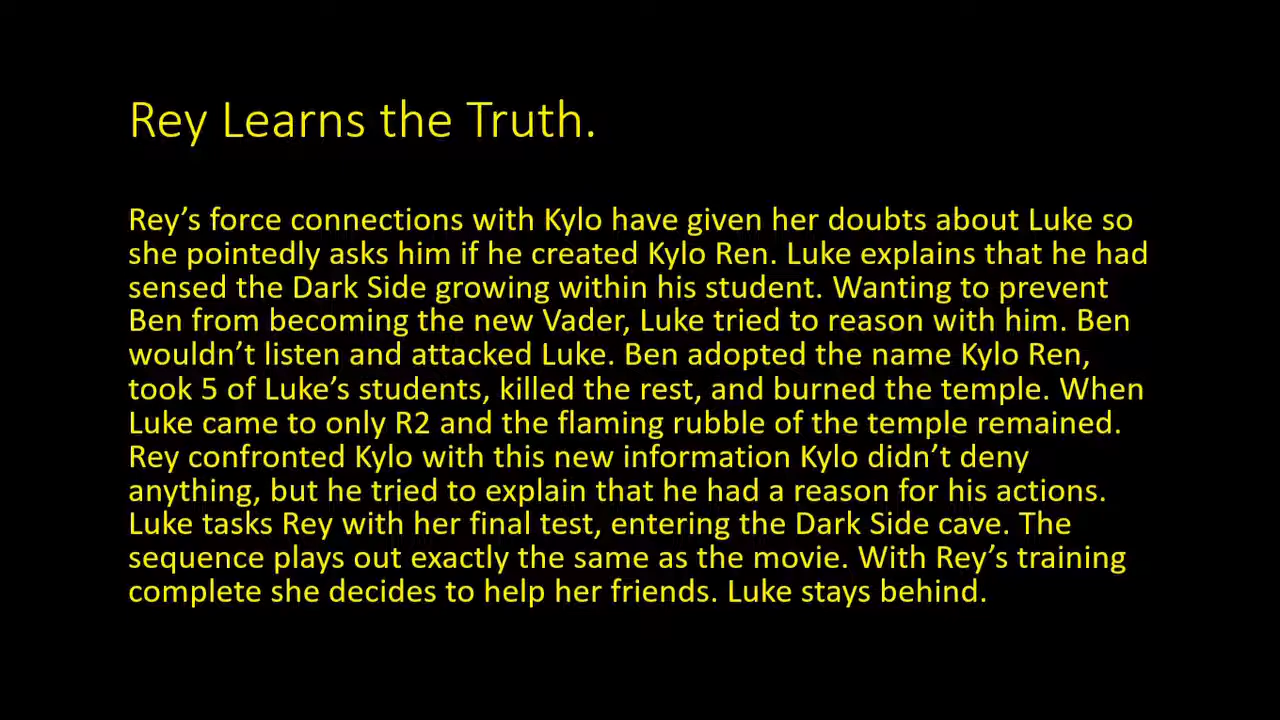 Rey Learns the Truth.
Rey’s force connections with Kylo have given her doubts about Luke so
she pointedly asks him if he created Kylo Ren. Luke explains that he had
sensed the Dark Side growing within his student. Wanting to prevent
Ben from becoming the new Vader, Luke tried to reason with him. Ben
wouldn’t listen and attacked Luke. Ben adopted the name Kylo Ren,
took 5 of Luke’s students, killed the rest, and burned the temple. When
Luke came to only R2 and the flaming rubble of the temple remained.
Rey confronted Kylo with this new information Kylo didn’t deny
anything, but he tried to explain that he had a reason for his actions.
Luke tasks Rey with her final test, entering the Dark Side cave. The
sequence plays out exactly the same as the movie. With Rey’s training
complete she decides to help her friends. Luke stays behind.